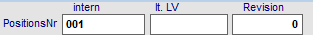 intern lt. LV Revision
PositionsNr 001 0